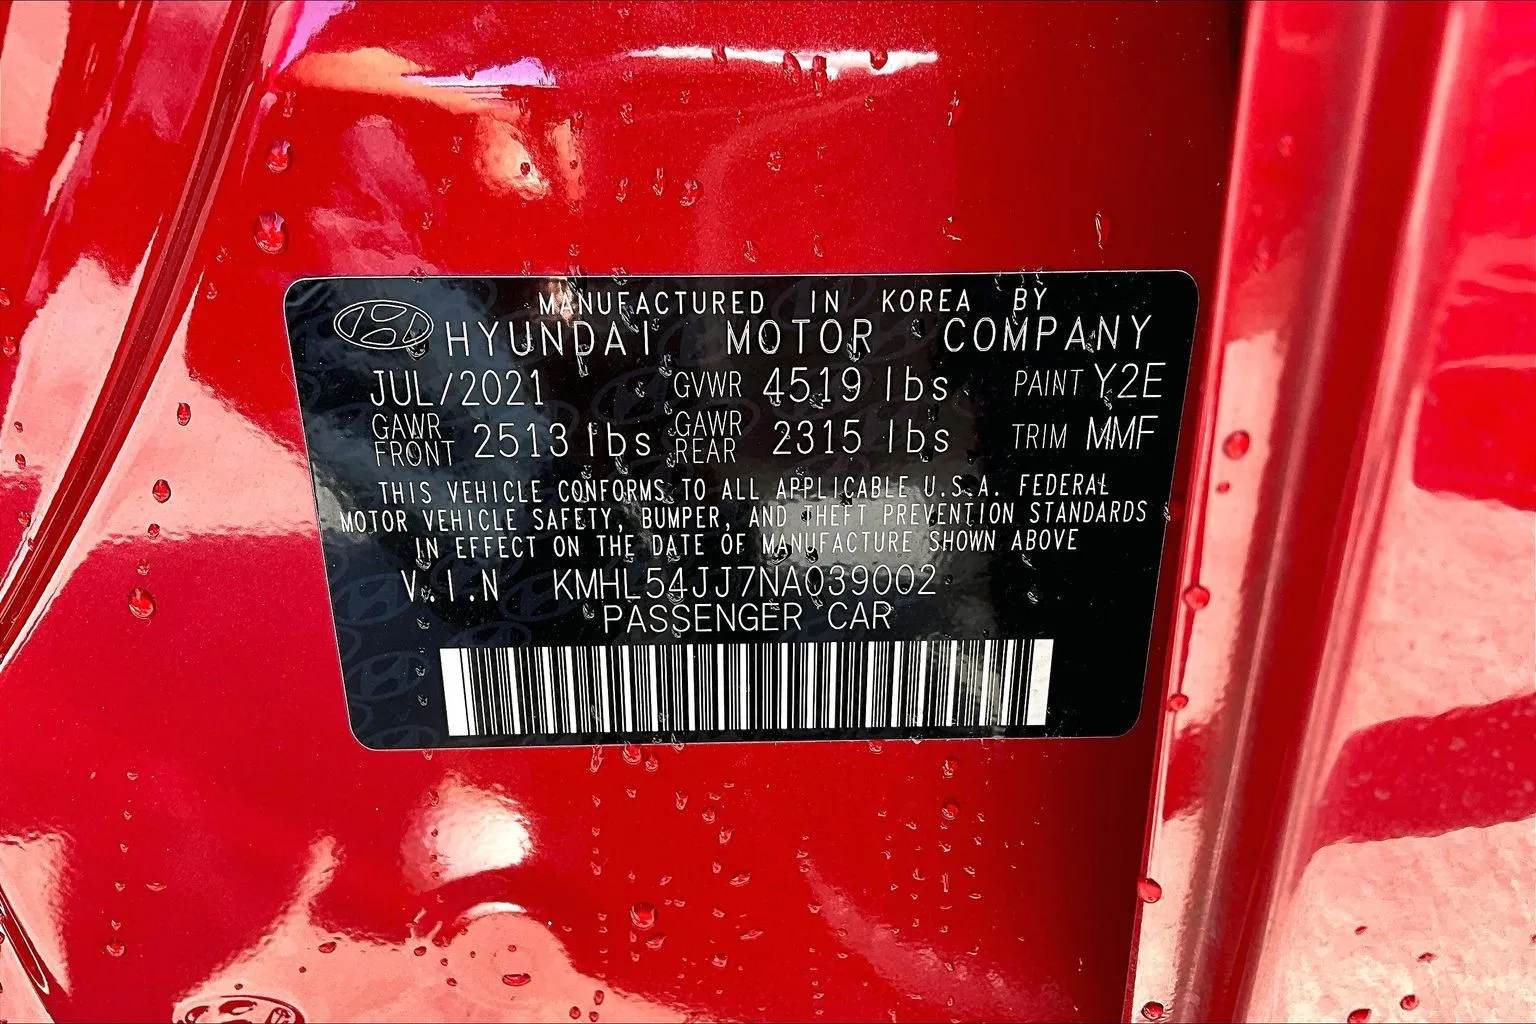 MANUFACTURED IN KOREA BY
HYUNDAI MOTOR COMPANY
JUL/2021 GVWR 4519 lbs PAINT Y2E
GAWR FRONT 2513 lbs GAWR REAR 2315 lbs TRIM MMF
THIS VEHICLE CONFORMS TO ALL APPLICABLE U.S.A. FEDERAL
MOTOR VEHICLE SAFETY, BUMPER, AND THEFT PREVENTION STANDARDS
IN EFFECT ON THE DATE OF MANUFACTURE SHOWN ABOVE
V.I.N KMHL54JJ7NA039002
PASSENGER CAR